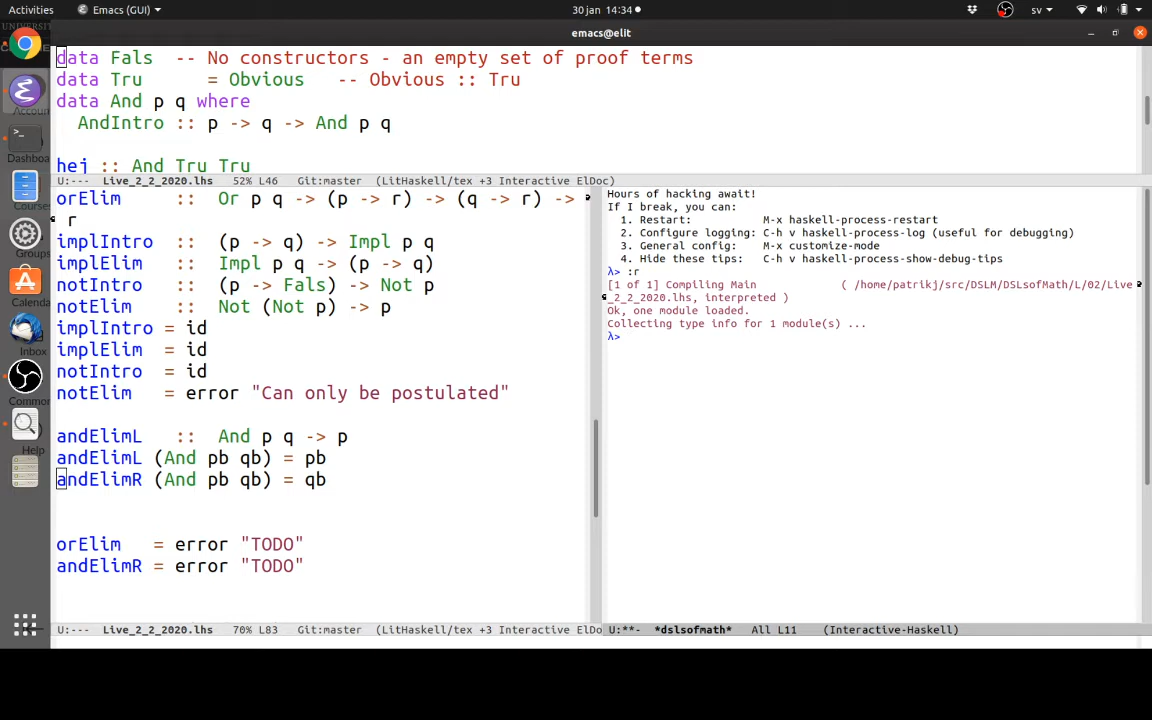 Activities
Emacs (GUI)
30 jan 14:34
sv
emacs@elit
data Fals  -- No constructors - an empty set of proof terms
data Tru      = Obvious   -- Obvious :: Tru
data And p q where
  AndIntro :: p -> q -> And p q
hej :: And Tru Tru
U:---  Live_2_2_2020.lhs   52% L46   Git:master  (LitHaskell/tex +3 Interactive ElDoc)
orElim     ::  Or p q -> (p -> r) -> (q -> r) ->
 r
implIntro  ::  (p -> q) -> Impl p q
implElim   ::  Impl p q -> (p -> q)
notIntro   ::  (p -> Fals) -> Not p
notElim    ::  Not (Not p) -> p
implIntro = id
implElim  = id
notIntro  = id
notElim   = error "Can only be postulated"
andElimL   ::  And p q -> p
andElimL (And pb qb) = pb
andElimR (And pb qb) = qb
orElim   = error "TODO"
andElimR = error "TODO"
U:---  Live_2_2_2020.lhs   70% L83   Git:master  (LitHaskell/tex +3 Interactive ElDo
Hours of hacking await!
If I break, you can:
  1. Restart:           M-x haskell-process-restart
  2. Configure logging: C-h v haskell-process-log (useful for debugging)
  3. General config:    M-x customize-mode
  4. Hide these tips:   C-h v haskell-process-show-debug-tips
λ> :r
[1 of 1] Compiling Main             ( /home/patrikj/src/DSLM/DSLsofMath/L/02/Live
_2_2_2020.lhs, interpreted )
Ok, one module loaded.
Collecting type info for 1 module(s) ...
λ>
U:**-  *dslsofmath*   All L11    (Interactive-Haskell)
Accoun
Dashboa
Courses
Groups
Calenda
Inbox
Common
Help